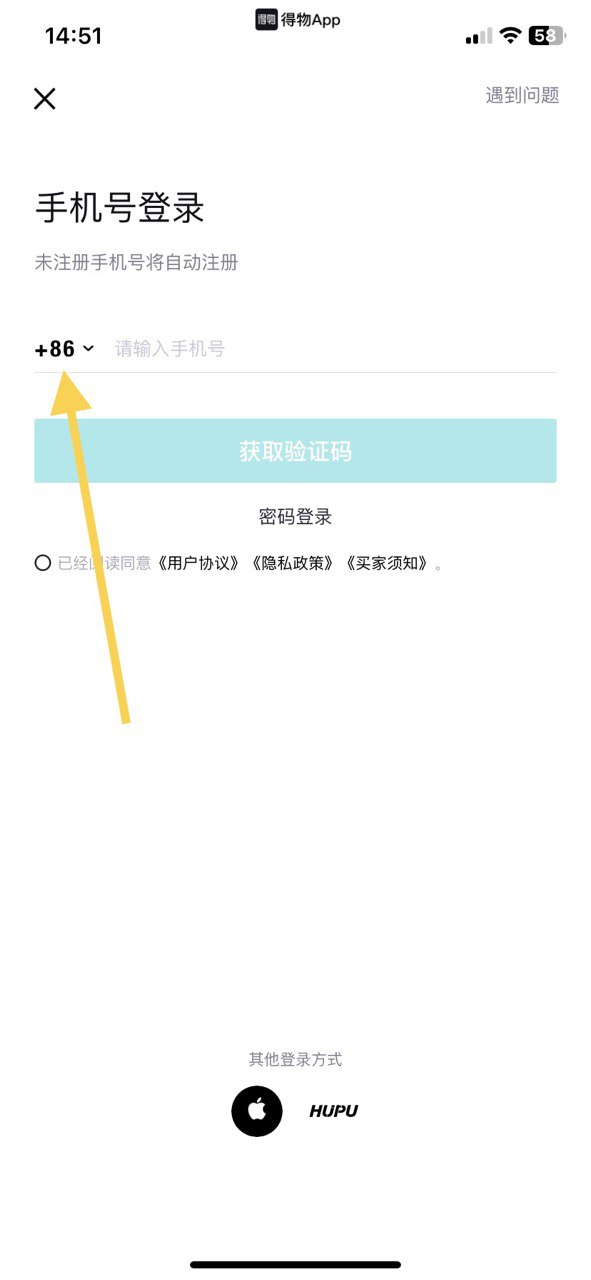 14:51
得物 得物App
58
遇到问题
手机号登录
未注册手机号将自动注册
+86 请输入手机号
获取验证码
密码登录
已经阅读同意《用户协议》《隐私政策》《买家须知》。
其他登录方式
HUPU